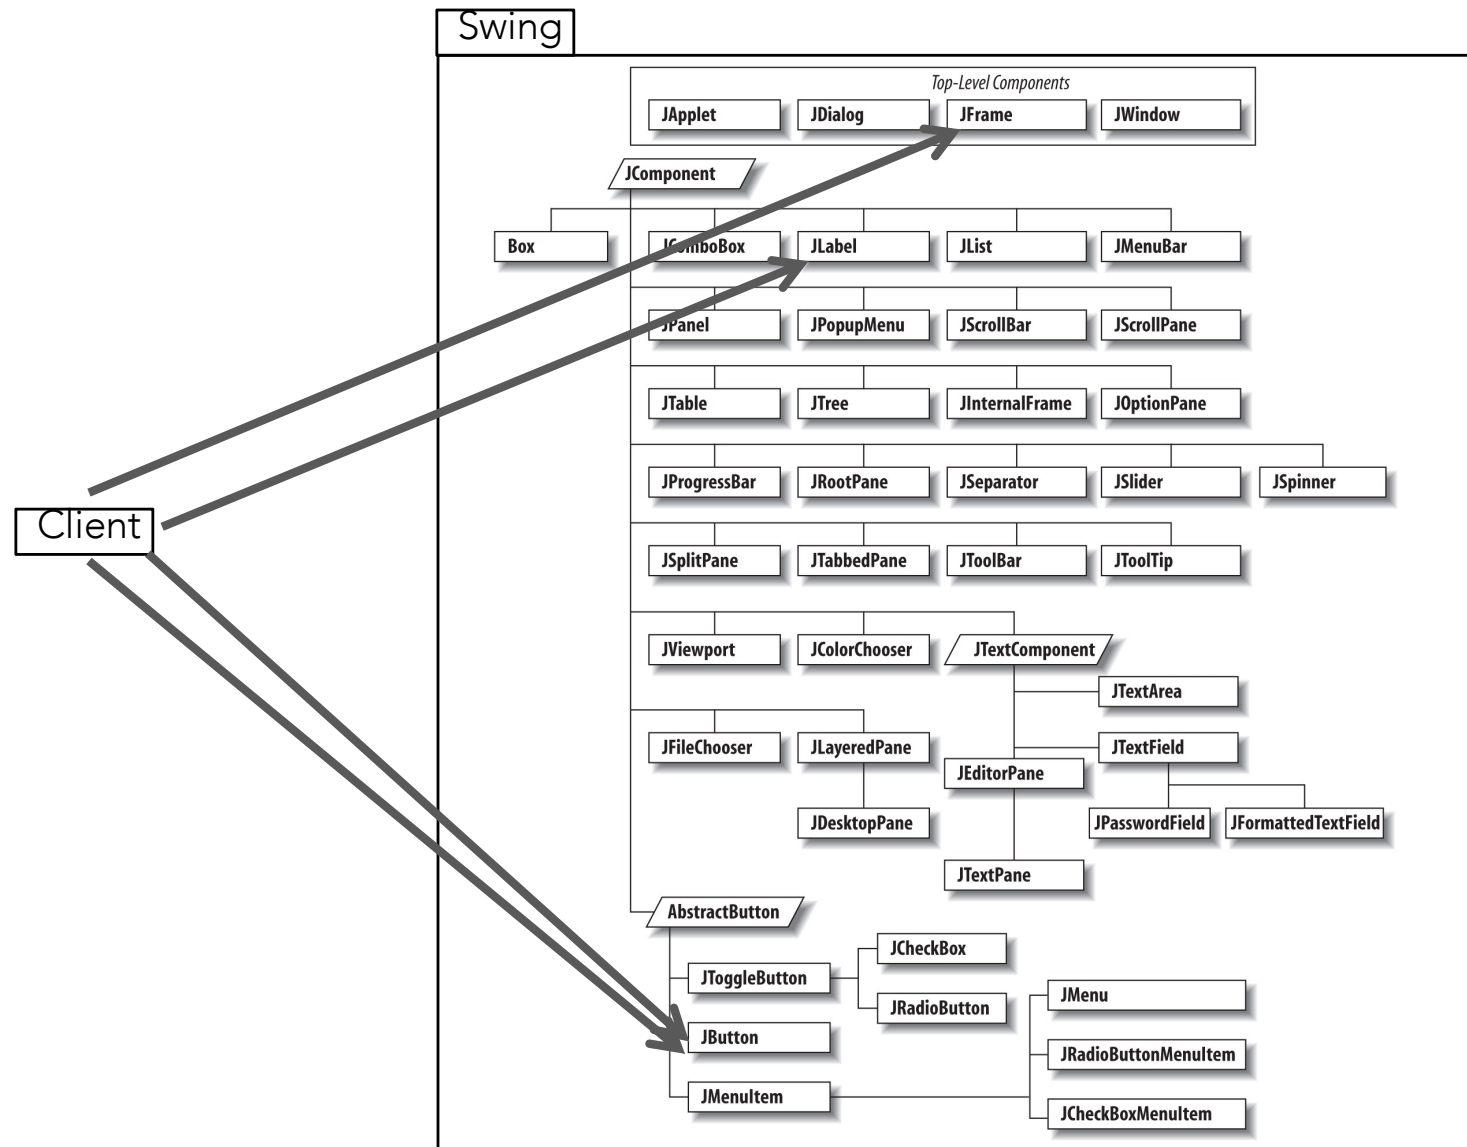 Swing
Top-Level Components
JApplet JDialog JFrame JWindow
JComponent
Box JComboBox JLabel JList JMenuBar
JPanel JPopupMenu JScrollBar JScrollPane
JTable JTree JInternalFrame JOptionPane
JProgressBar JRootPane JSeparator JSlider JSpinner
Client
JSplitPane JTabbedPane JToolBar JToolTip
JViewport JColorChooser JTextComponent
JTextArea
JFileChooser JLayeredPane JTextField
JEditorPane
JDesktopPane JPasswordField JFormattedTextField
JTextPane
AbstractButton
JCheckBox
JToggleButton
JMenu
JRadioButton
JButton
JRadioButtonMenuItem
JMenuItem
JCheckBoxMenuItem